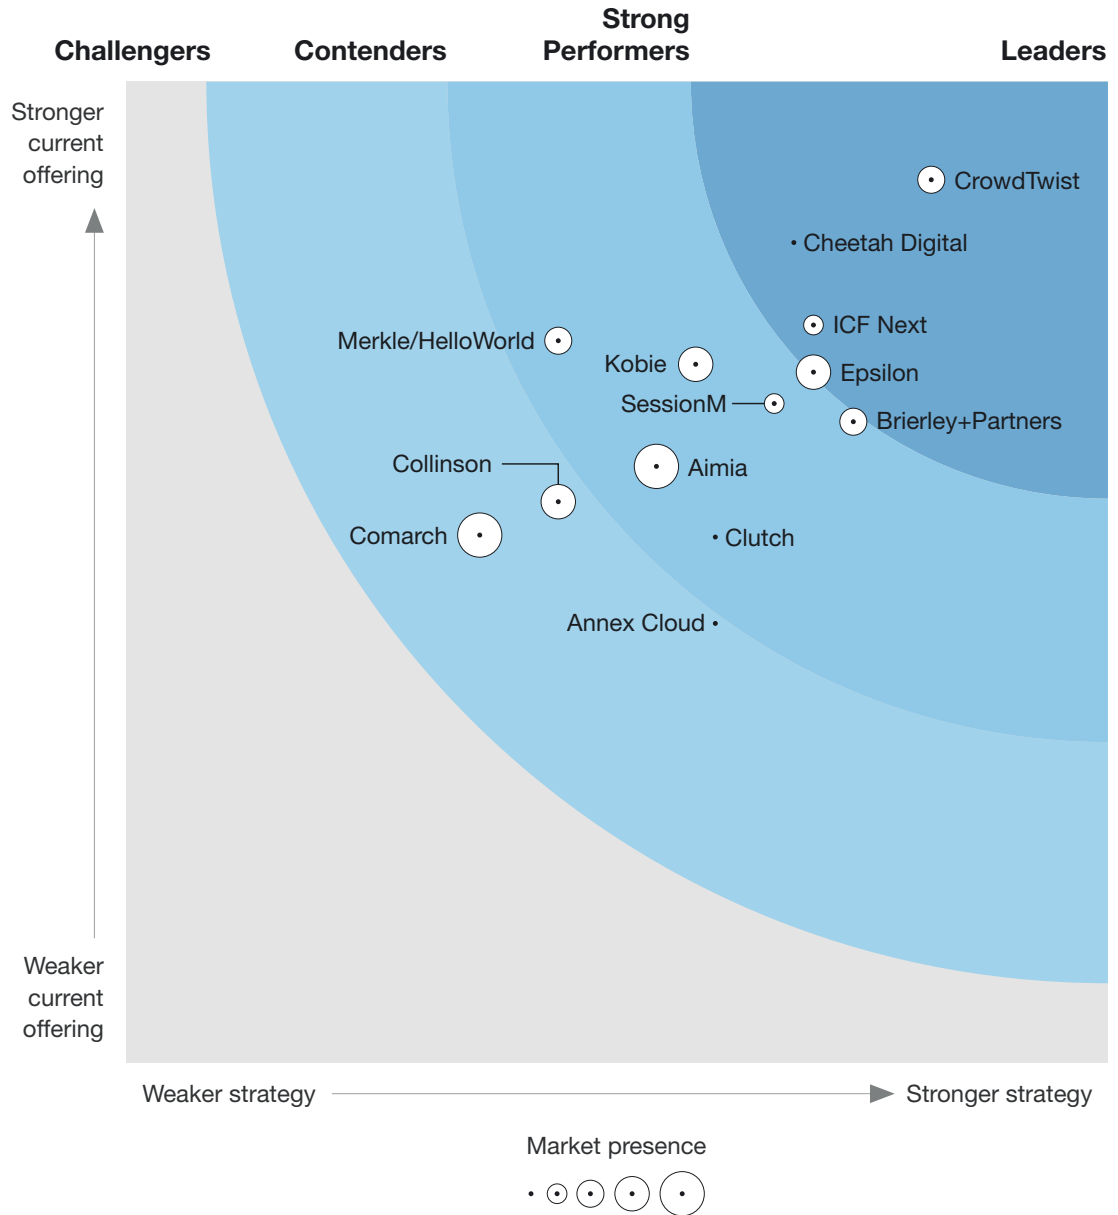 Challengers
Contenders
Strong
Performers
Leaders
Stronger
current
offering
CrowdTwist
Cheetah Digital
ICF Next
Merkle/HelloWorld
Kobie
Epsilon
SessionM
Brierley+Partners
Collinson
Aimia
Comarch
Clutch
Annex Cloud
Weaker
current
offering
Weaker strategy
Stronger strategy
Market presence